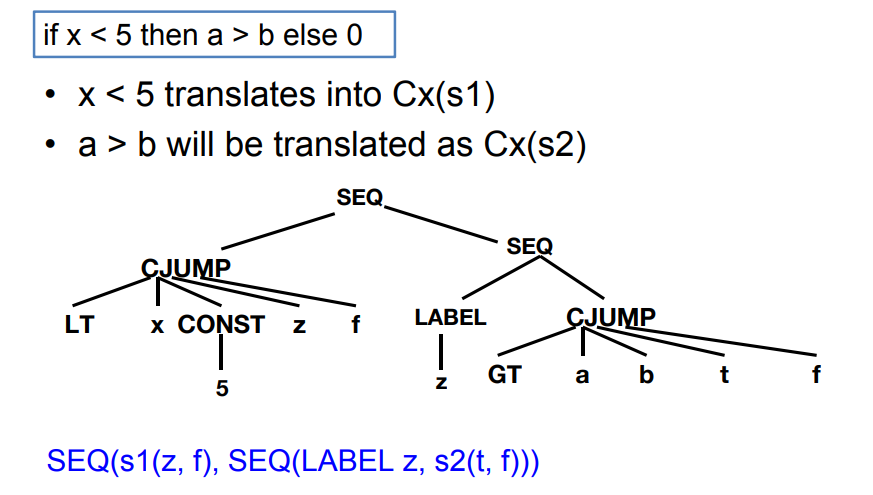 if x < 5 then a > b else 0
• x < 5 translates into Cx(s1)
• a > b will be translated as Cx(s2)
SEQ
SEQ
CJUMP
LT x CONST z f
LABEL
CJUMP
5
z
GT a b t f
SEQ(s1(z, f), SEQ(LABEL z, s2(t, f)))